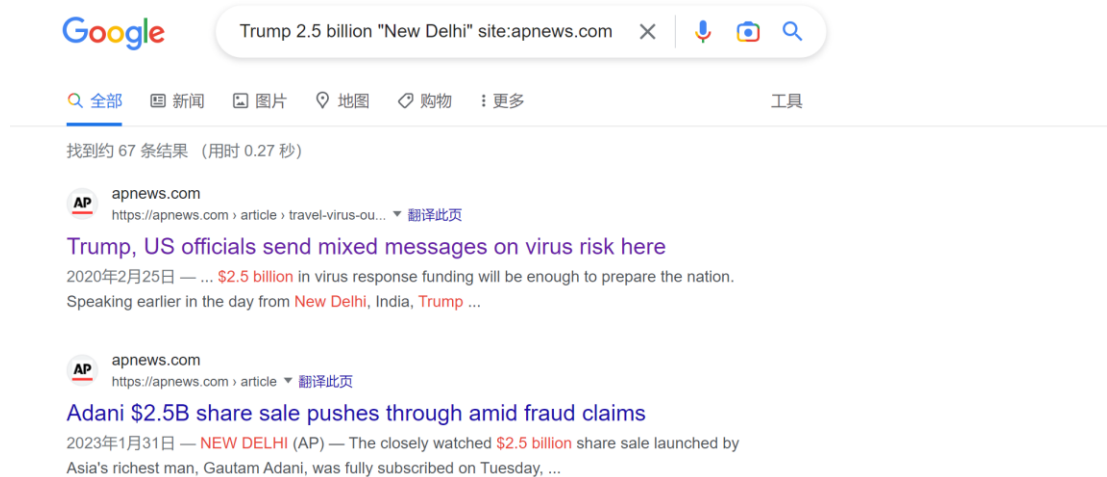 Google
Trump 2.5 billion "New Delhi" site:apnews.com
全部 新闻 图片 地图 购物 更多 工具
找到约 67 条结果 （用时 0.27 秒）
AP
apnews.com
https://apnews.com › article › travel-virus-ou... 翻译此页
Trump, US officials send mixed messages on virus risk here
2020年2月25日 — ... $2.5 billion in virus response funding will be enough to prepare the nation.
Speaking earlier in the day from New Delhi, India, Trump ...
AP
apnews.com
https://apnews.com › article 翻译此页
Adani $2.5B share sale pushes through amid fraud claims
2023年1月31日 — NEW DELHI (AP) — The closely watched $2.5 billion share sale launched by
Asia's richest man, Gautam Adani, was fully subscribed on Tuesday, ...